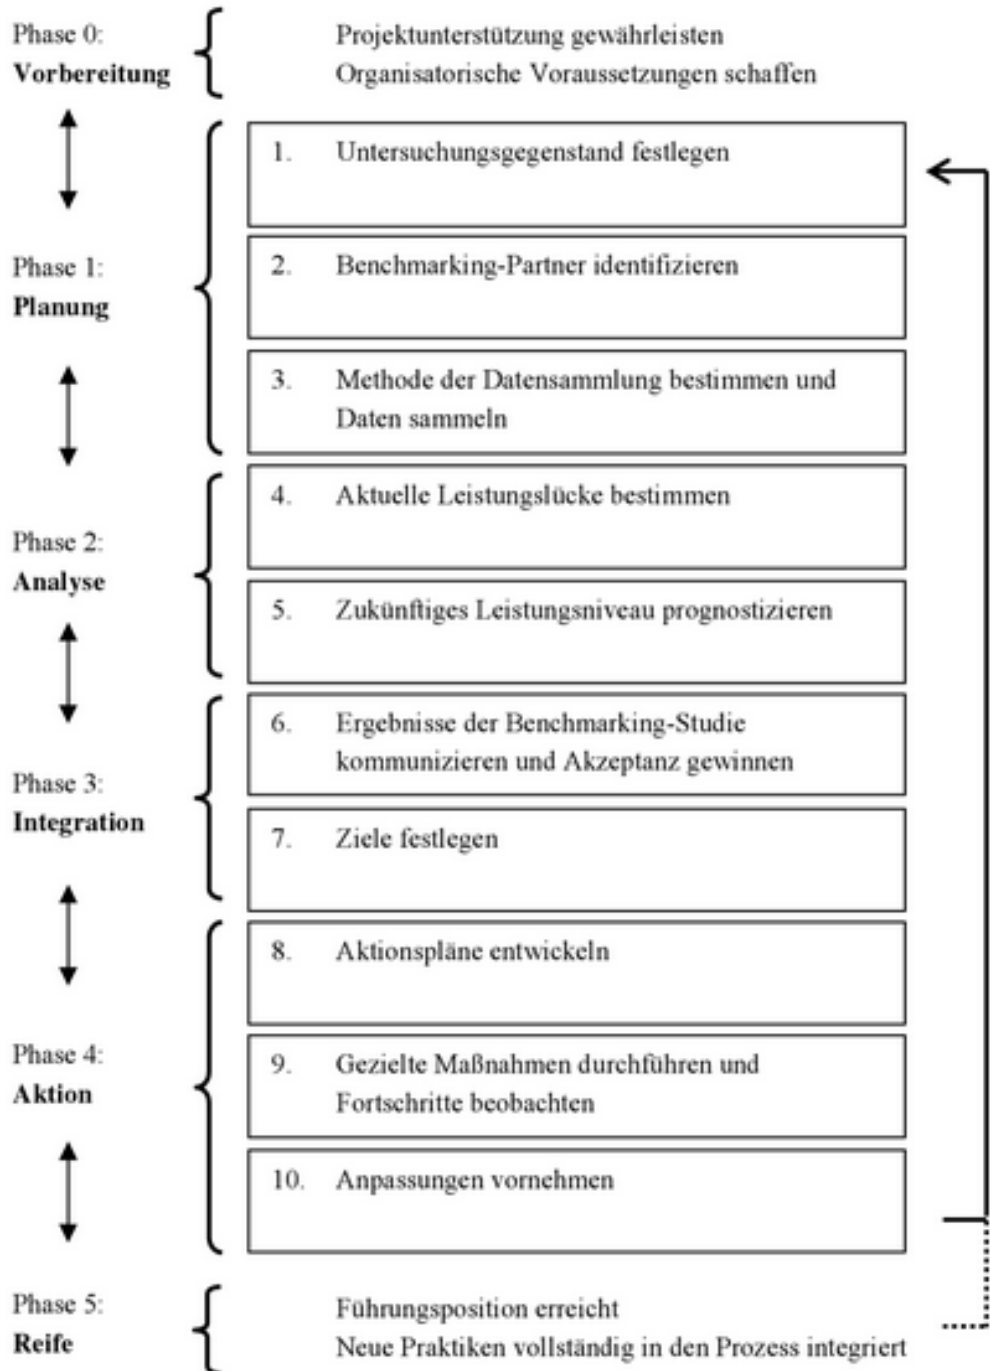 Phase 0:
Vorbereitung
Projektunterstützung gewährleisten
Organisatorische Voraussetzungen schaffen
1. Untersuchungsgegenstand festlegen
Phase 1:
Planung
2. Benchmarking-Partner identifizieren
3. Methode der Datensammlung bestimmen und
Daten sammeln
4. Aktuelle Leistungslücke bestimmen
Phase 2:
Analyse
5. Zukünftiges Leistungsniveau prognostizieren
6. Ergebnisse der Benchmarking-Studie
kommunizieren und Akzeptanz gewinnen
Phase 3:
Integration
7. Ziele festlegen
8. Aktionspläne entwickeln
Phase 4:
Aktion
9. Gezielte Maßnahmen durchführen und
Fortschritte beobachten
10. Anpassungen vornehmen
Phase 5:
Reife
Führungsposition erreicht
Neue Praktiken vollständig in den Prozess integriert